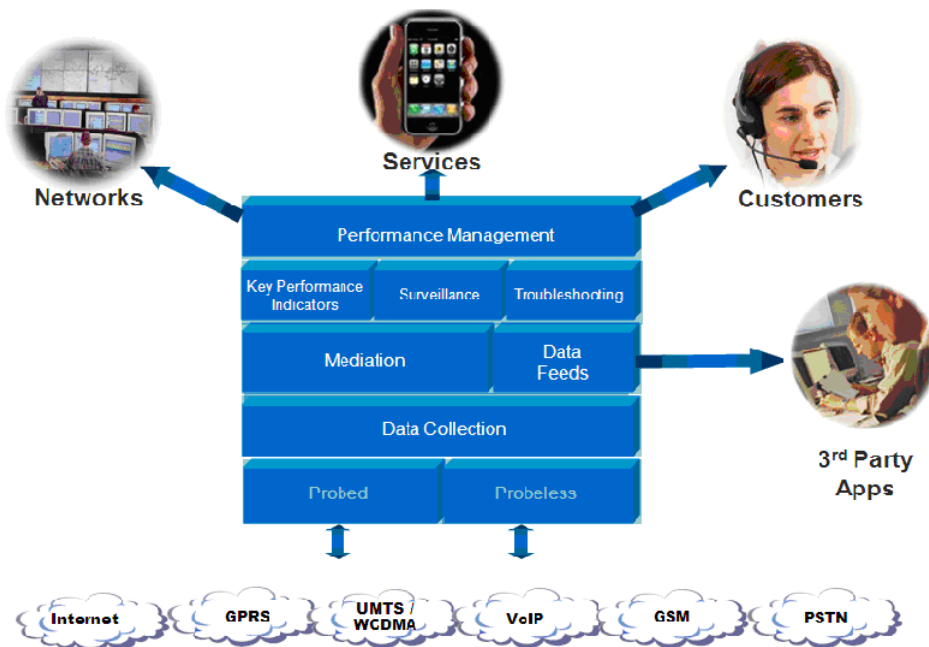 Services
Networks
Customers
Performance Management
Key Performance
Indicators
Surveillance
Troubleshooting
Mediation
Data
Feeds
Data Collection
3rd Party
Apps
Probed
Probeless
Internet
GPRS
UMTS /
WCDMA
VoIP
GSM
PSTN